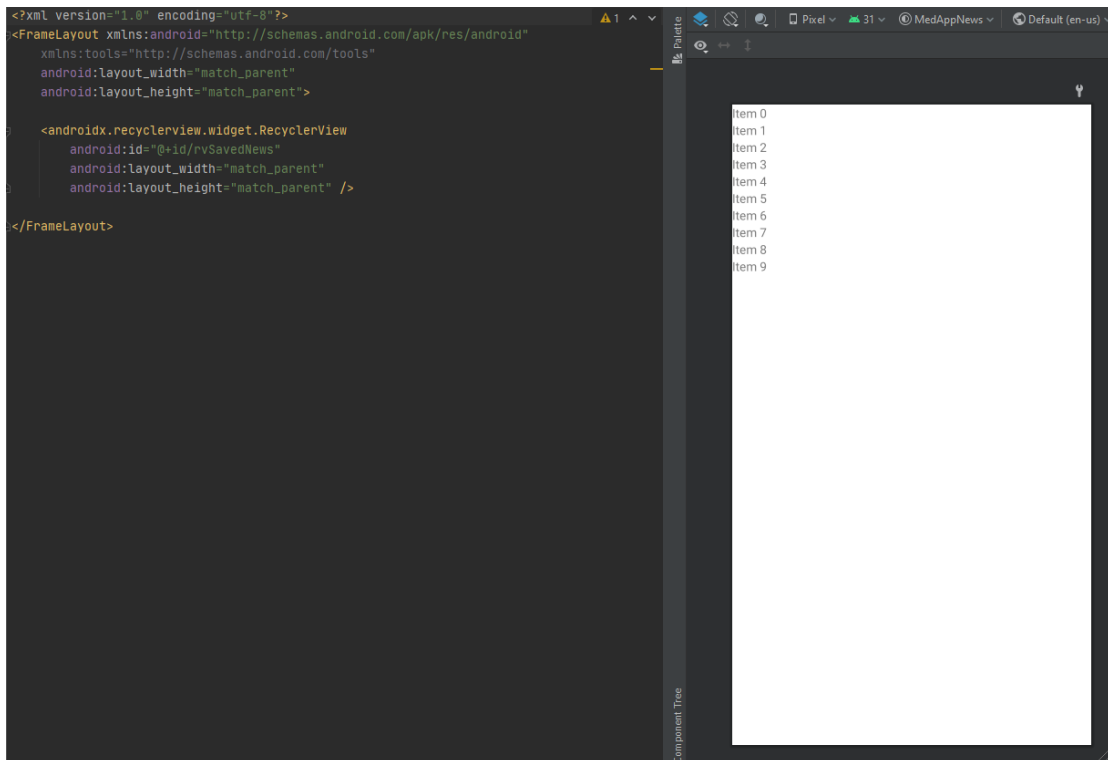 <?xml version="1.0" encoding="utf-8"?>
<FrameLayout xmlns:android="http://schemas.android.com/apk/res/android"
    xmlns:tools="http://schemas.android.com/tools"
    android:layout_width="match_parent"
    android:layout_height="match_parent">

    <androidx.recyclerview.widget.RecyclerView
        android:id="@+id/rvSavedNews"
        android:layout_width="match_parent"
        android:layout_height="match_parent" />

</FrameLayout>
1
Palette
Component Tree
Pixel 31 MedAppNews Default (en-us)
Item 0
Item 1
Item 2
Item 3
Item 4
Item 5
Item 6
Item 7
Item 8
Item 9